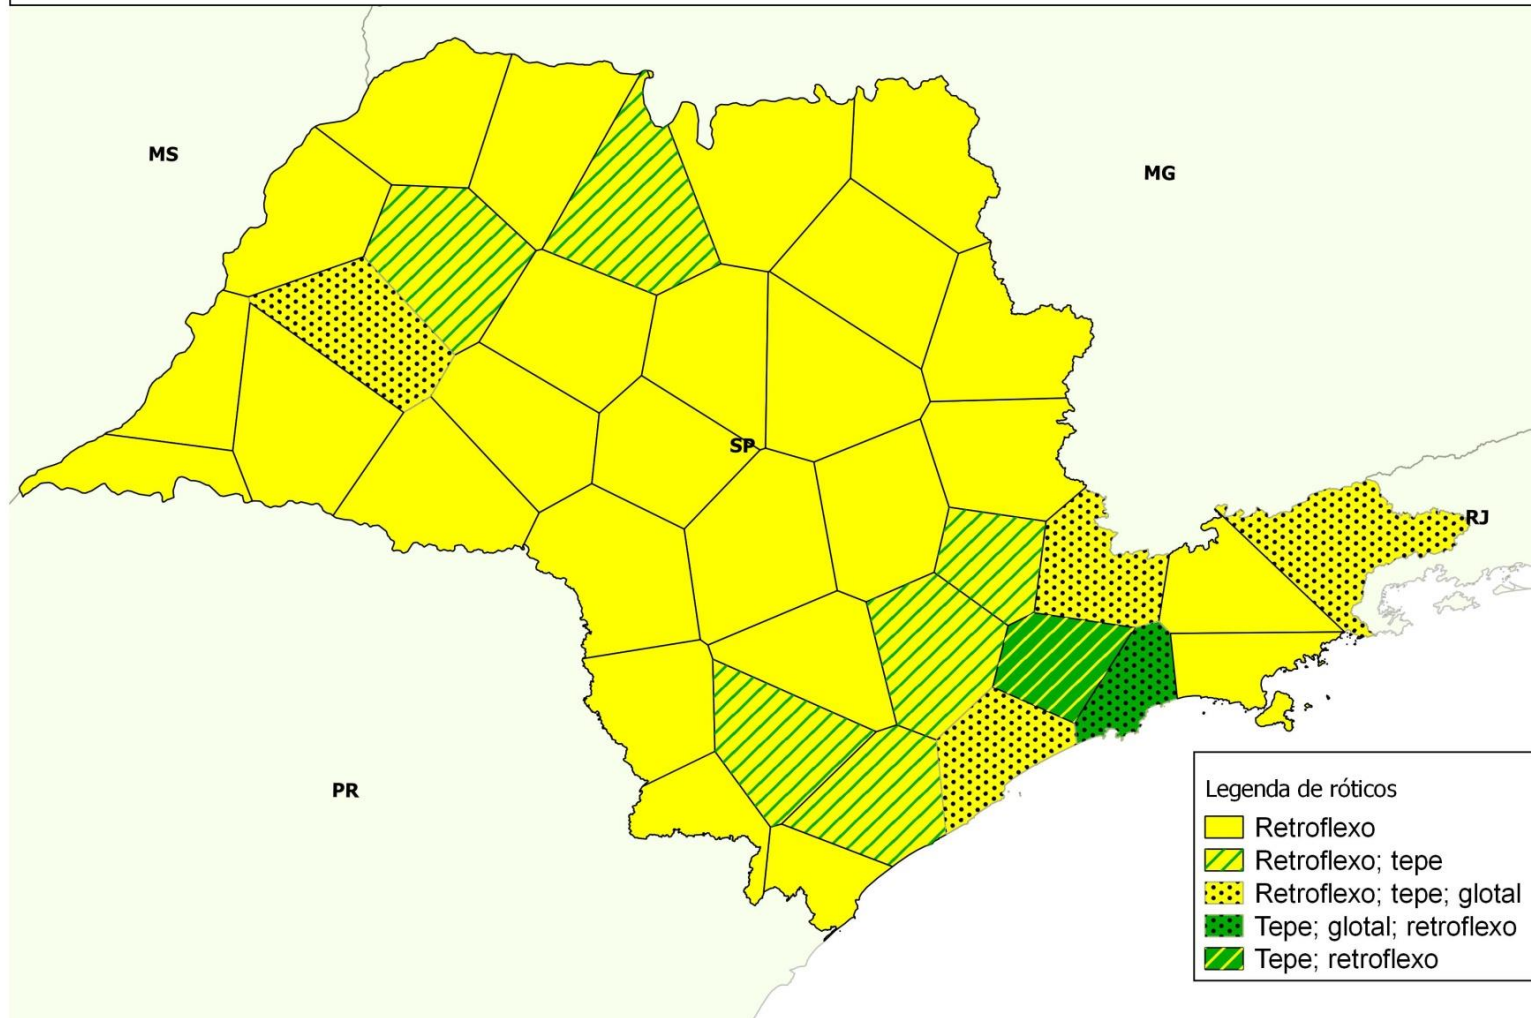 MS
MG
SP
RJ
PR
Legenda de róticos
Retroflexo
Retroflexo; tepe
Retroflexo; tepe; glotal
Tepe; glotal; retroflexo
Tepe; retroflexo